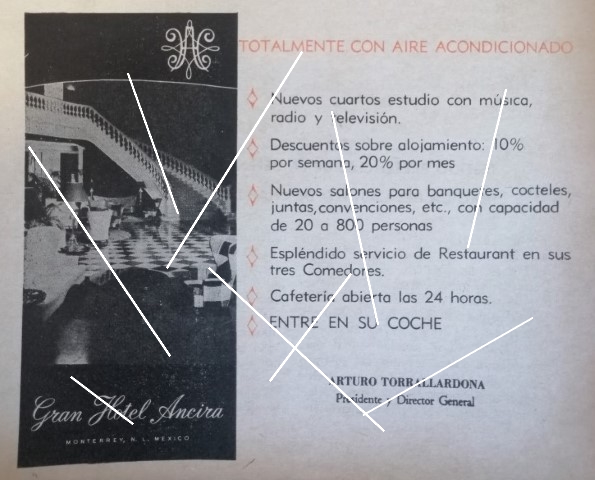 TOTALMENTE CON AIRE ACONDICIONADO
Nuevos cuartos estudio con música,
radio y televisión.
Descuentos sobre alojamiento: 10%
por semana, 20% por mes
Nuevos salones para banquetes, cocteles,
juntas, convenciones, etc., con capacidad
de 20 a 800 personas
Espléndido servicio de Restaurant en sus
tres Comedores.
Cafetería abierta las 24 horas.
ENTRE EN SU COCHE
ARTURO TORRALLARDONA
Presidente y Director General
Gran Hotel Ancira
MONTERREY, N. L. MEXICO